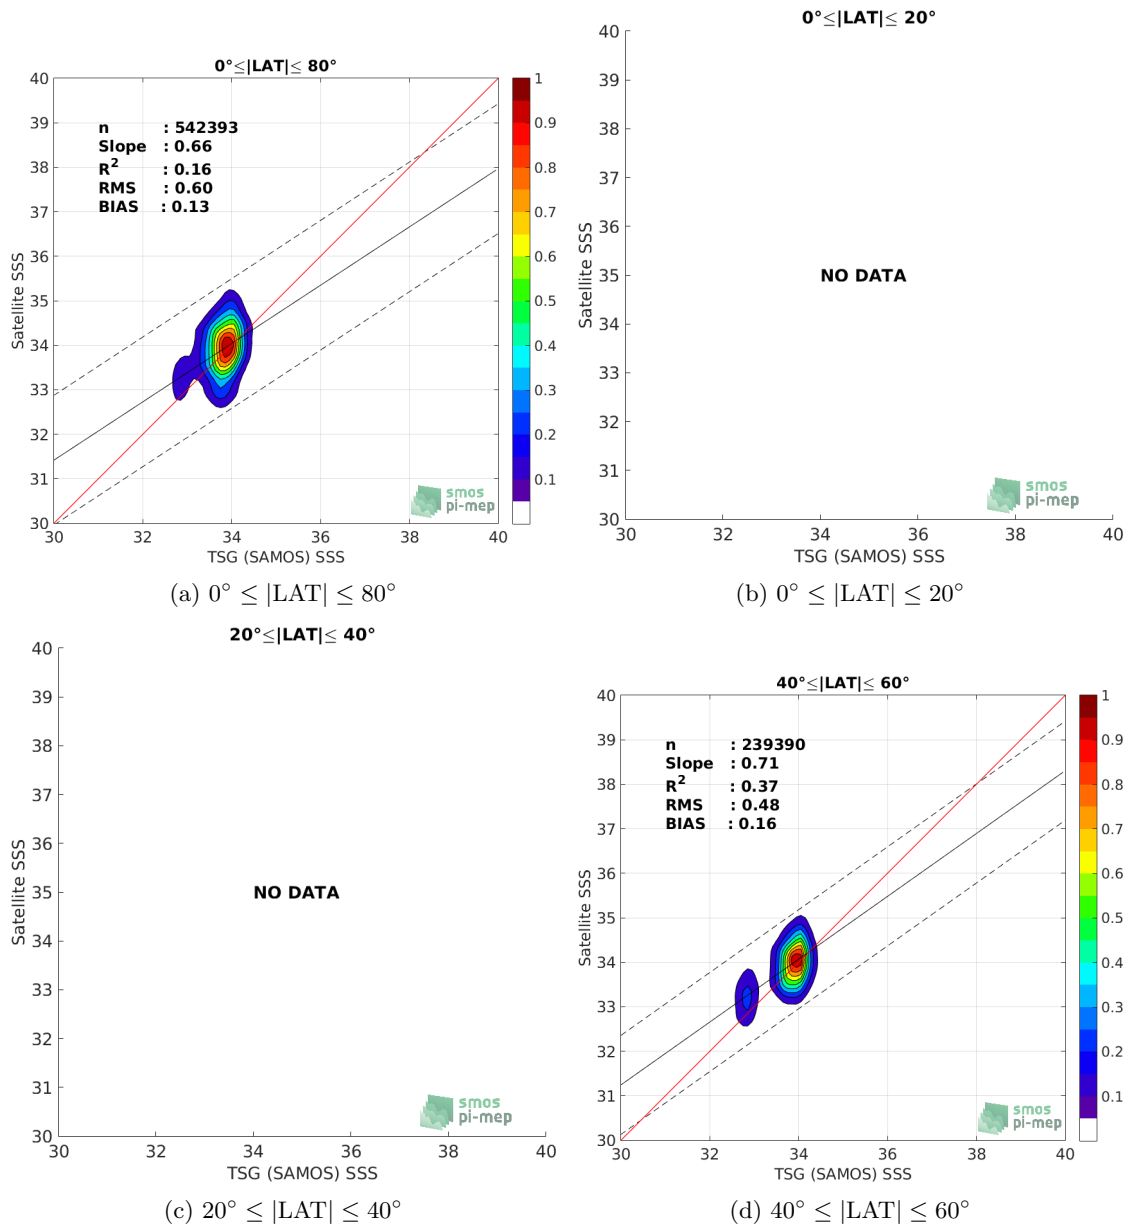 0°≤|LAT|≤ 80°
40
39
38
37
36
35
34
33
32
31
30
Satellite SSS
n : 542393
Slope : 0.66
R² : 0.16
RMS : 0.60
BIAS : 0.13
smos
pi-mep
30 32 34 36 38 40
TSG (SAMOS) SSS
1
0.9
0.8
0.7
0.6
0.5
0.4
0.3
0.2
0.1
(a) 0° ≤ |LAT| ≤ 80°
0°≤|LAT|≤ 20°
40
39
38
37
36
35
34
33
32
31
30
Satellite SSS
NO DATA
smos
pi-mep
30 32 34 36 38 40
TSG (SAMOS) SSS
(b) 0° ≤ |LAT| ≤ 20°
20°≤|LAT|≤ 40°
40
39
38
37
36
35
34
33
32
31
30
Satellite SSS
NO DATA
smos
pi-mep
30 32 34 36 38 40
TSG (SAMOS) SSS
(c) 20° ≤ |LAT| ≤ 40°
40°≤|LAT|≤ 60°
40
39
38
37
36
35
34
33
32
31
30
Satellite SSS
n : 239390
Slope : 0.71
R² : 0.37
RMS : 0.48
BIAS : 0.16
smos
pi-mep
30 32 34 36 38 40
TSG (SAMOS) SSS
1
0.9
0.8
0.7
0.6
0.5
0.4
0.3
0.2
0.1
(d) 40° ≤ |LAT| ≤ 60°